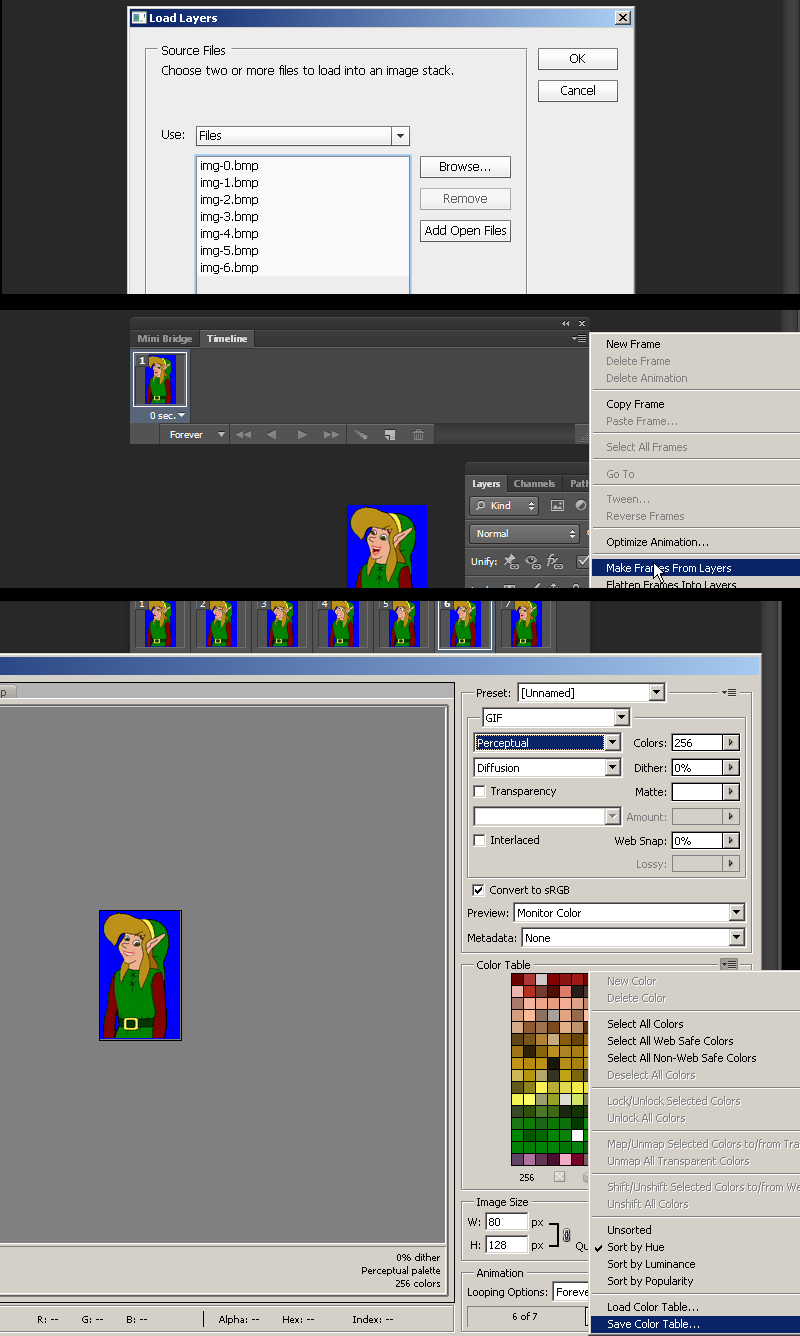 Load Layers
Source Files
Choose two or more files to load into an image stack.
OK
Cancel
Use: Files
img-0.bmp
img-1.bmp
img-2.bmp
img-3.bmp
img-4.bmp
img-5.bmp
img-6.bmp
Browse...
Remove
Add Open Files
Mini Bridge Timeline
1
0 sec.
Forever
New Frame
Delete Frame
Delete Animation
Copy Frame
Paste Frame...
Select All Frames
Go To
Tween...
Reverse Frames
Optimize Animation...
Make Frames From Layers
Flatten Frames Into Layers
Layers Channels Path
Kind
Normal
Unify:
1 2 3 4 5 6 7
p
Preset: [Unnamed]
GIF
Perceptual Colors: 256
Diffusion Dither: 0%
Transparency Matte:
Amount:
Interlaced Web Snap: 0%
Lossy:
Convert to sRGB
Preview: Monitor Color
Metadata: None
Color Table
256
New Color
Delete Color
Select All Colors
Select All Web Safe Colors
Select All Non-Web Safe Colors
Deselect All Colors
Lock/Unlock Selected Colors
Unlock All Colors
Map/Unmap Selected Colors to/from Tra
Unmap All Transparent Colors
Shift/Unshift Selected Colors to/from We
Unshift All Colors
Unsorted
Sort by Hue
Sort by Luminance
Sort by Popularity
Load Color Table...
Save Color Table...
Image Size
W: 80 px
H: 128 px
Qu
Animation
Looping Options: Foreve
6 of 7
0% dither
Perceptual palette
256 colors
R: -- G: -- B: -- Alpha: -- Hex: -- Index: --